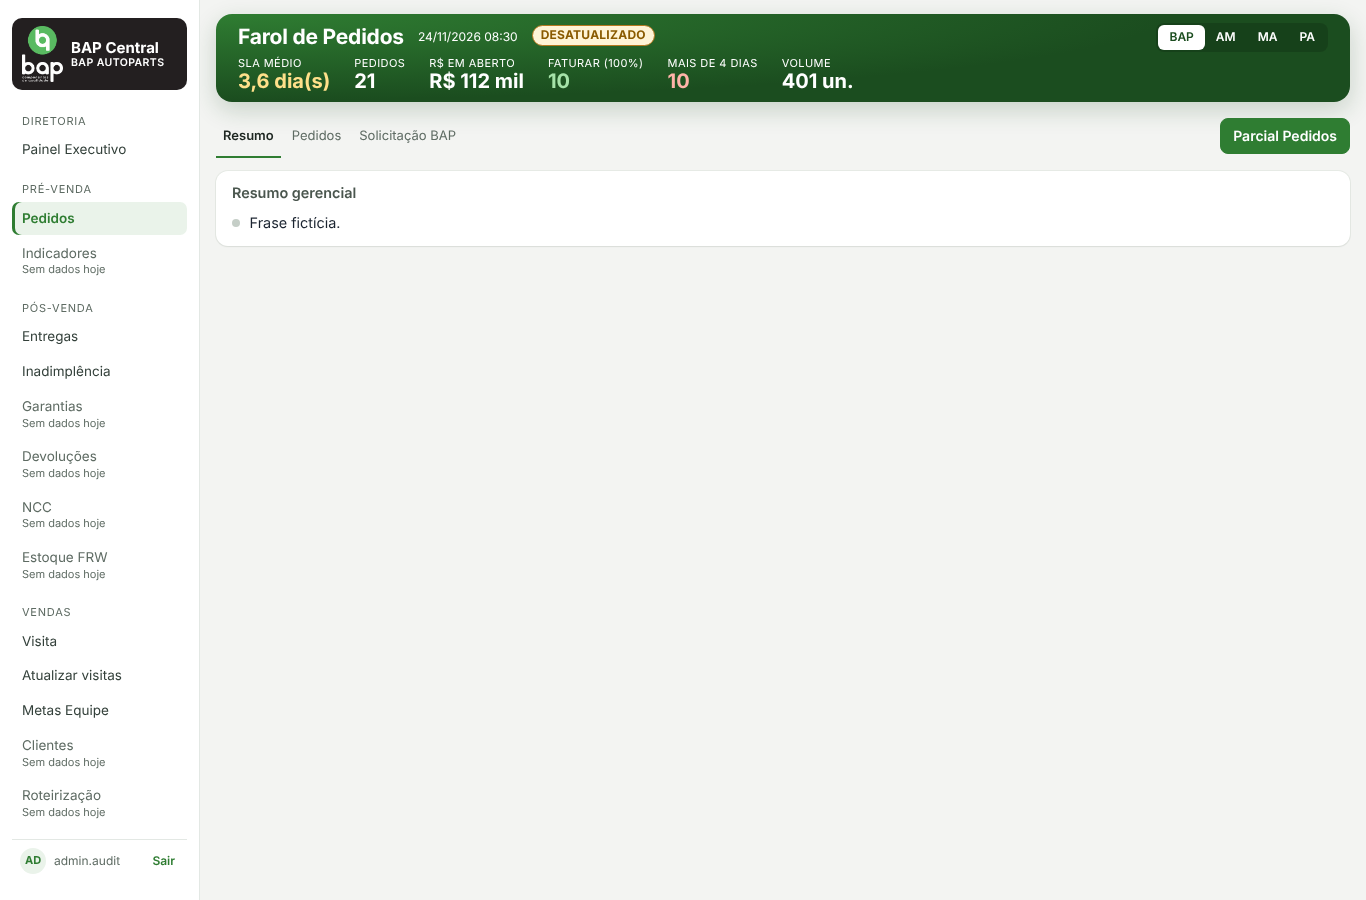 bap
BAP Central
BAP AUTOPARTS
DIRETORIA
Painel Executivo
PRÉ-VENDA
Pedidos
Indicadores
Sem dados hoje
PÓS-VENDA
Entregas
Inadimplência
Garantias
Sem dados hoje
Devoluções
Sem dados hoje
NCC
Sem dados hoje
Estoque FRW
Sem dados hoje
VENDAS
Visita
Atualizar visitas
Metas Equipe
Clientes
Sem dados hoje
Roteirização
Sem dados hoje
AD admin.audit Sair
Farol de Pedidos 24/11/2026 08:30 DESATUALIZADO
BAP AM MA PA
SLA MÉDIO PEDIDOS R$ EM ABERTO FATURAR (100%) MAIS DE 4 DIAS VOLUME
3,6 dia(s) 21 R$ 112 mil 10 10 401 un.
Resumo Pedidos Solicitação BAP Parcial Pedidos
Resumo gerencial
Frase fictícia.